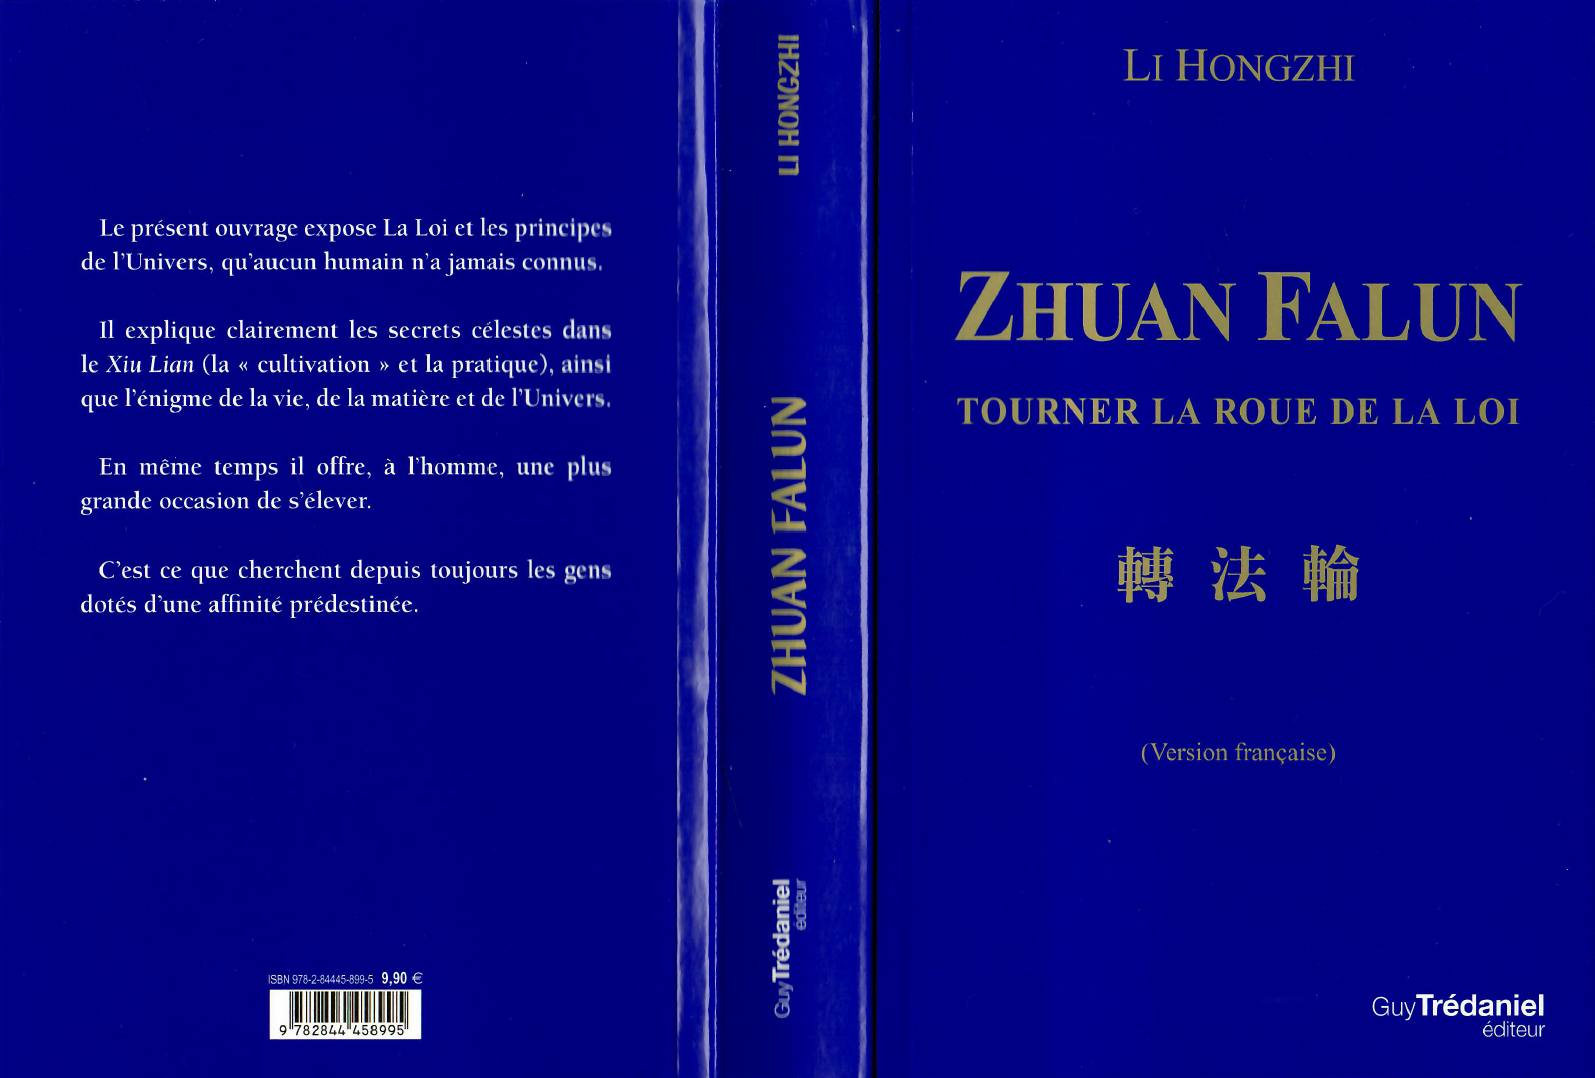 Le présent ouvrage expose La Loi et les principes
de l'Univers, qu'aucun humain n'a jamais connus.
Il explique clairement les secrets célestes dans
le Xiu Lian (la « cultivation » et la pratique), ainsi
que l'énigme de la vie, de la matière et de l'Univers.
En même temps il offre, à l'homme, une plus
grande occasion de s'élever.
C'est ce que cherchent depuis toujours les gens
dotés d'une affinité prédestinée.
ISBN 978-2-84445-899-5 9,90 €
9 782844 458995
LI HONGZHI
ZHUAN FALUN
GuyTrédaniel
éditeur
LI HONGZHI
ZHUAN FALUN
TOURNER LA ROUE DE LA LOI
轉 法 輪
(Version française)
GuyTrédaniel
éditeur